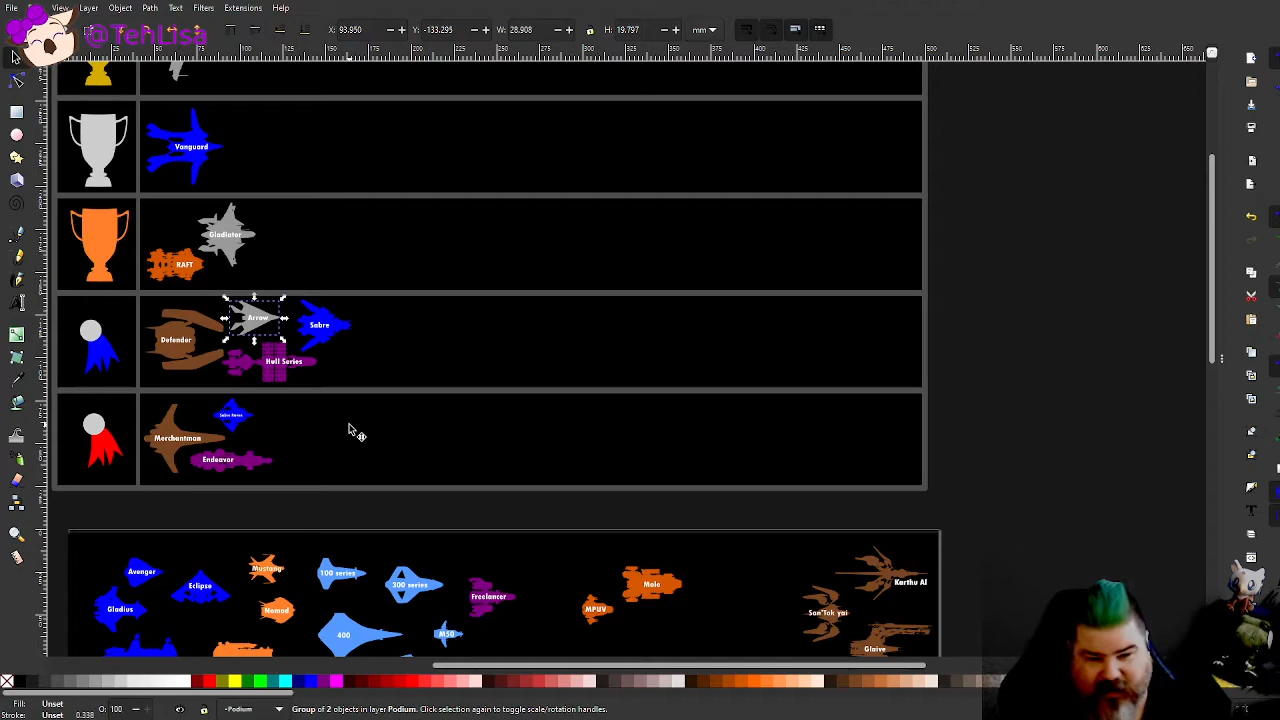 File Edit View Layer Object Path Text Filters Extensions Help
@TehLisa
X: 93.950 Y: -133.295 W: 28.908 H: 19.797 mm
Vanguard
Gladiator
RAFT
Arrow
Sabre
Defender
Hull Series
Sabre Raven
Merchantman
Endeavor
Avenger
Eclipse
Mustang
100 series
300 series
Freelancer
Mole
Karthu Al
Gladius
Nomad
MPUV
San'tok yai
400
M50
Glaive
Fill: Unset
Stroke: Unset 0.338
O: 100
-Podium
Group of 2 objects in layer Podium. Click selection again to toggle scale/rotation handles.